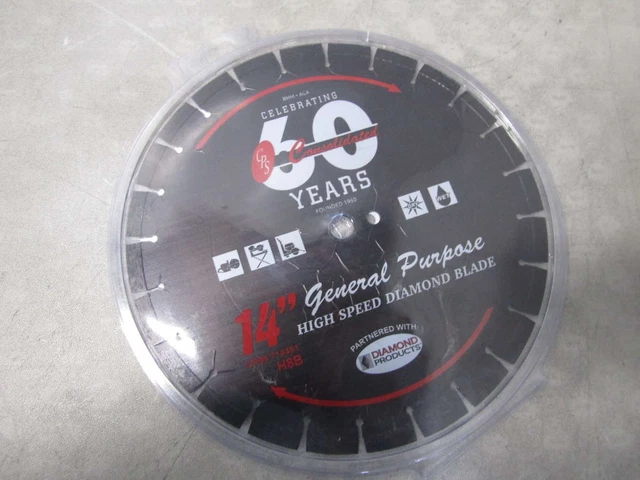 CELEBRATING
60
CPS Consolidated
YEARS
FOUNDED 1960
DRY WET
14" General Purpose
HIGH SPEED DIAMOND BLADE
HSB
PARTNERED WITH
DIAMOND
PRODUCTS